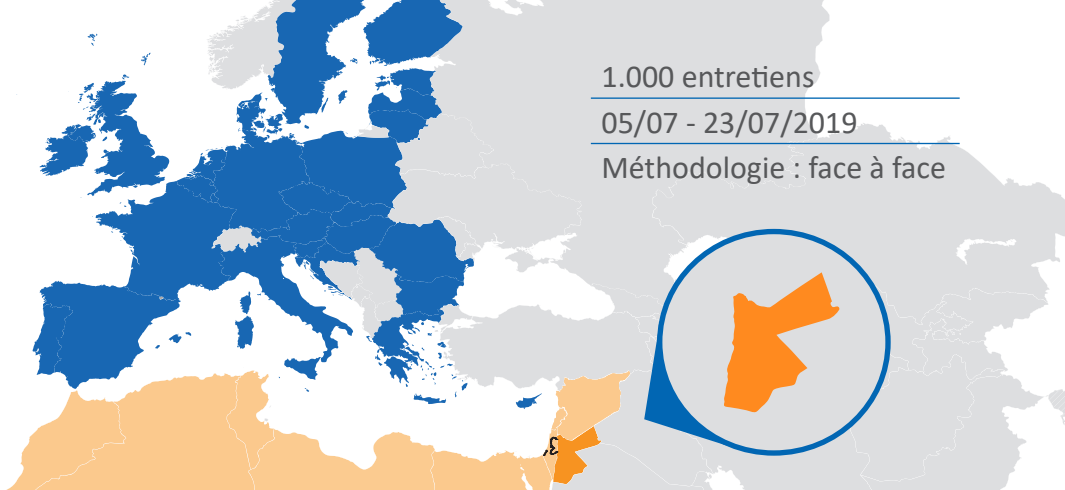 1.000 entretiens
05/07 - 23/07/2019
Méthodologie : face à face